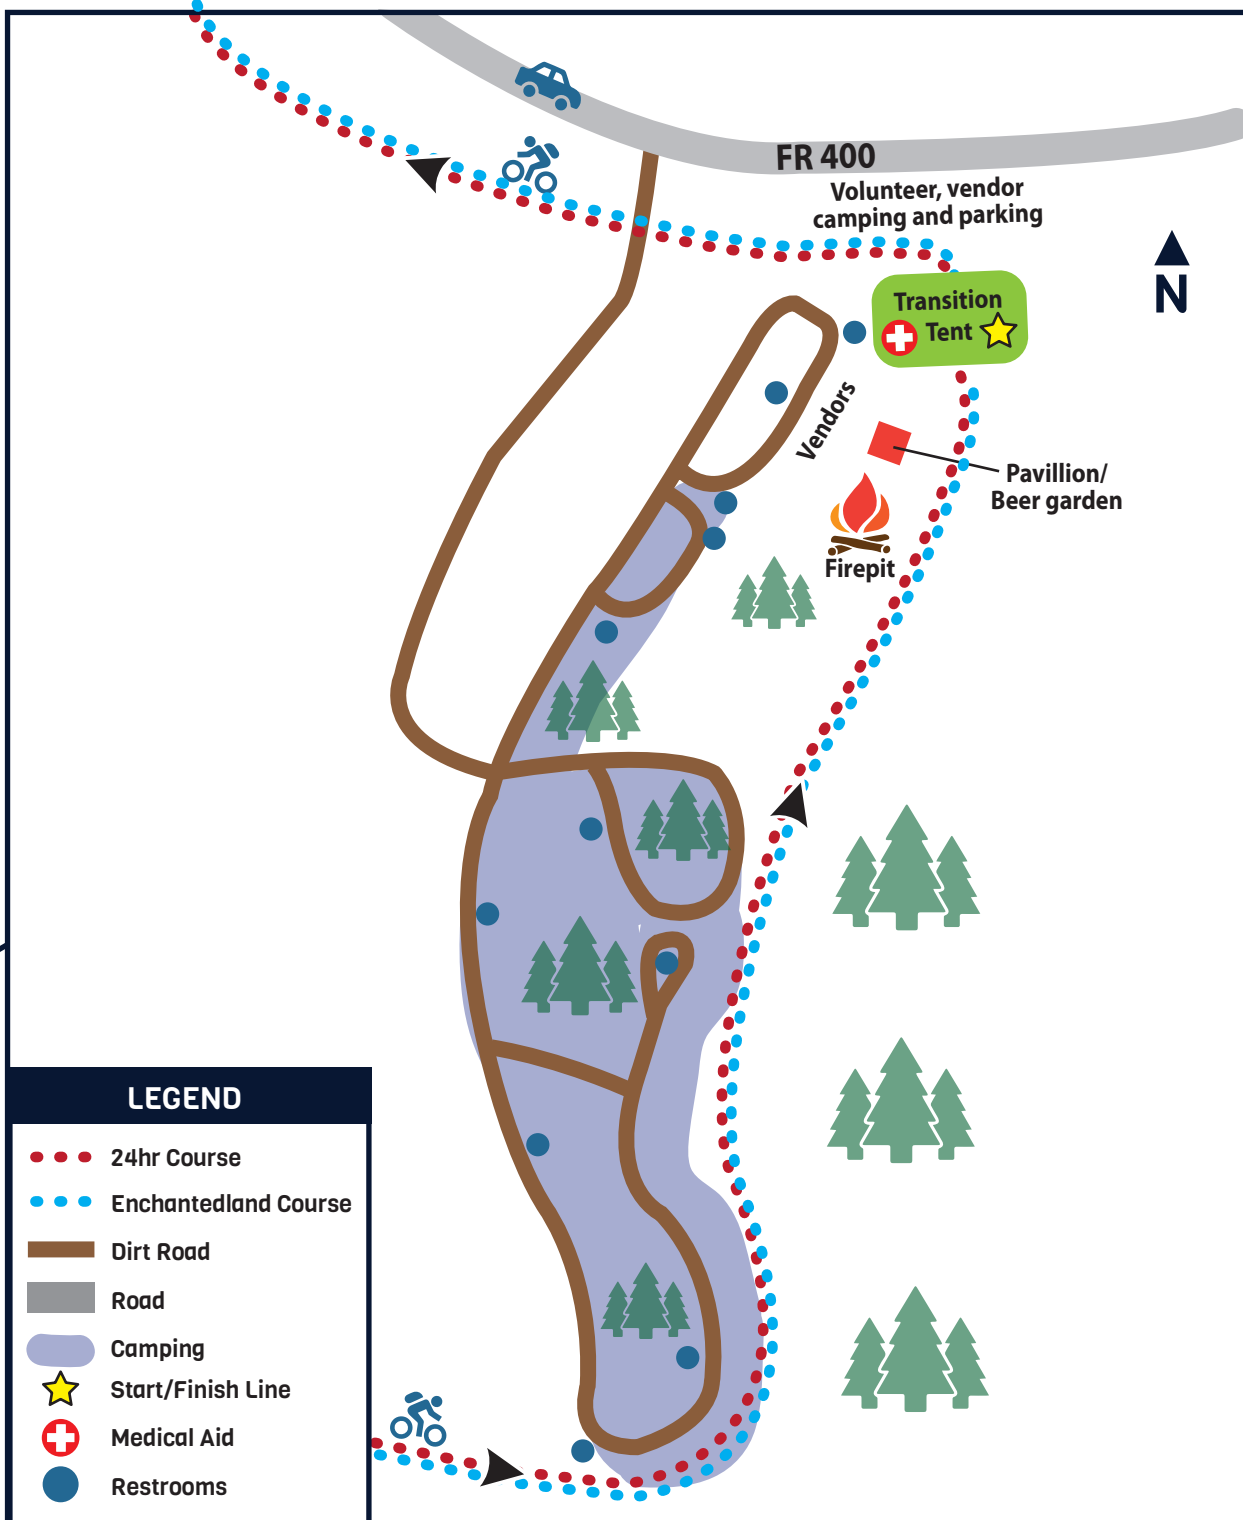 FR 400
Volunteer, vendor
camping and parking
N
Transition
Tent
Vendors
Pavillion/
Beer garden
Firepit
LEGEND
24hr Course
Enchantedland Course
Dirt Road
Road
Camping
Start/Finish Line
Medical Aid
Restrooms